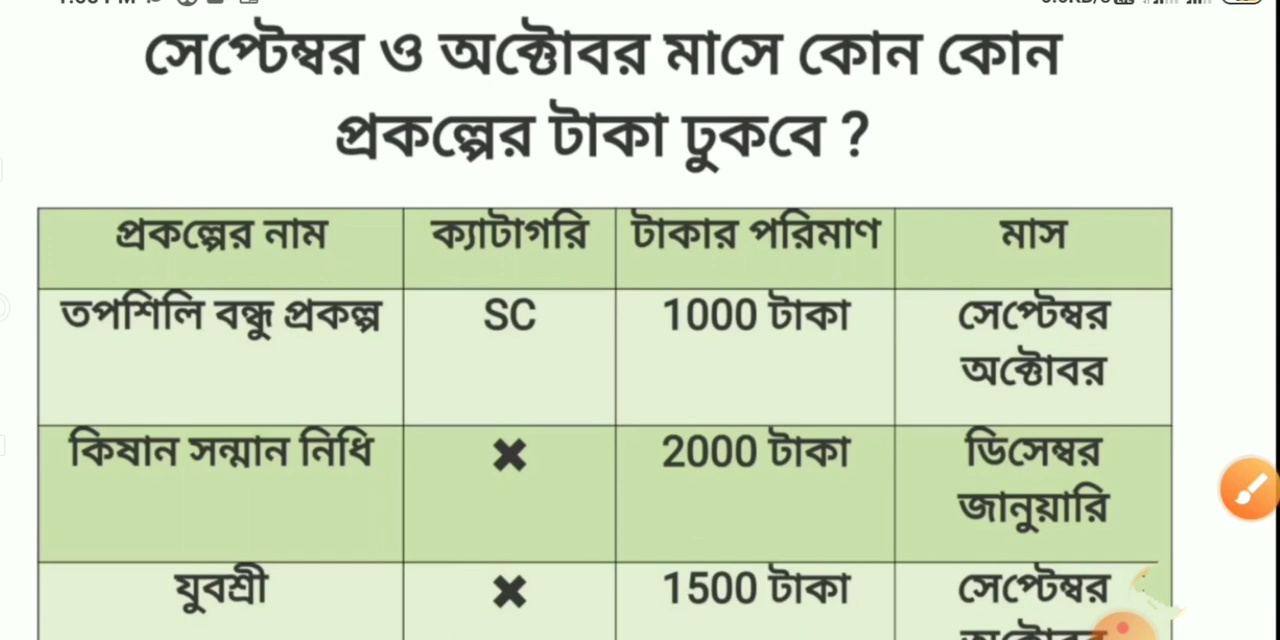 সেপ্টেম্বর ও অক্টোবর মাসে কোন কোন
প্রকল্পের টাকা ঢুকবে ?
প্রকল্পের নাম ক্যাটাগরি টাকার পরিমাণ মাস
তপশিলি বন্ধু প্রকল্প SC 1000 টাকা সেপ্টেম্বর
অক্টোবর
কিষান সন্মান নিধি ✖ 2000 টাকা ডিসেম্বর
জানুয়ারি
যুবশ্রী ✖ 1500 টাকা সেপ্টেম্বর